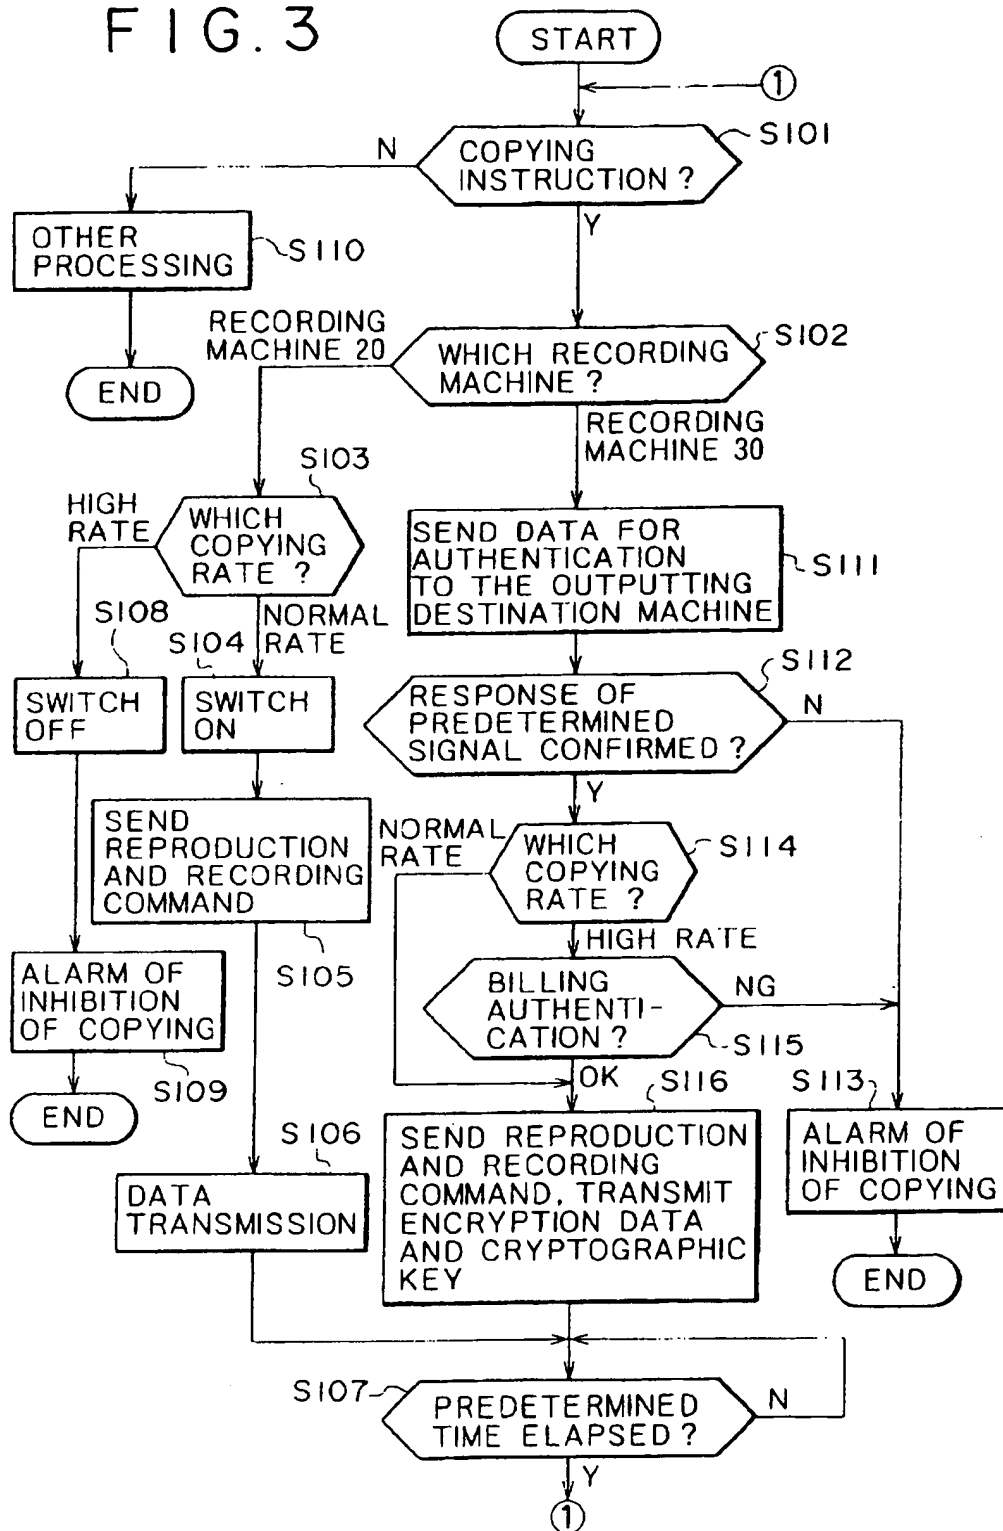 FIG.3
START
1
S101
N
COPYING
INSTRUCTION ?
Y
OTHER
PROCESSING
S110
END
RECORDING
MACHINE 20
S102
WHICH RECORDING
MACHINE ?
RECORDING
MACHINE 30
S103
HIGH
RATE
WHICH
COPYING
RATE ?
SEND DATA FOR
AUTHENTICATION
TO THE OUTPUTTING
DESTINATION MACHINE
S111
S108
S104
NORMAL
RATE
SWITCH
OFF
SWITCH
ON
S112
RESPONSE OF
PREDETERMINED
SIGNAL CONFIRMED ?
N
Y
SEND
REPRODUCTION
AND RECORDING
COMMAND
S105
NORMAL
RATE
WHICH
COPYING
RATE ?
S114
HIGH RATE
ALARM OF
INHIBITION
OF COPYING
S109
END
BILLING
AUTHENTI-
CATION ?
NG
S115
OK
S116
S113
S106
DATA
TRANSMISSION
SEND REPRODUCTION
AND RECORDING
COMMAND, TRANSMIT
ENCRYPTION DATA
AND CRYPTOGRAPHIC
KEY
ALARM OF
INHIBITION
OF COPYING
END
S107
PREDETERMINED
TIME ELAPSED ?
N
Y
1